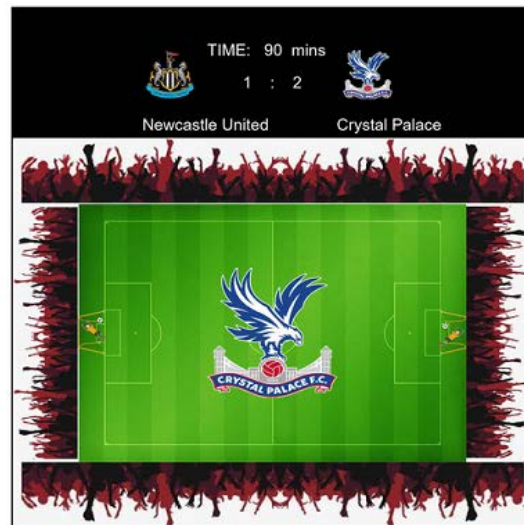 TIME: 90 mins
1 : 2
Newcastle United Crystal Palace
CRYSTAL PALACE F.C.